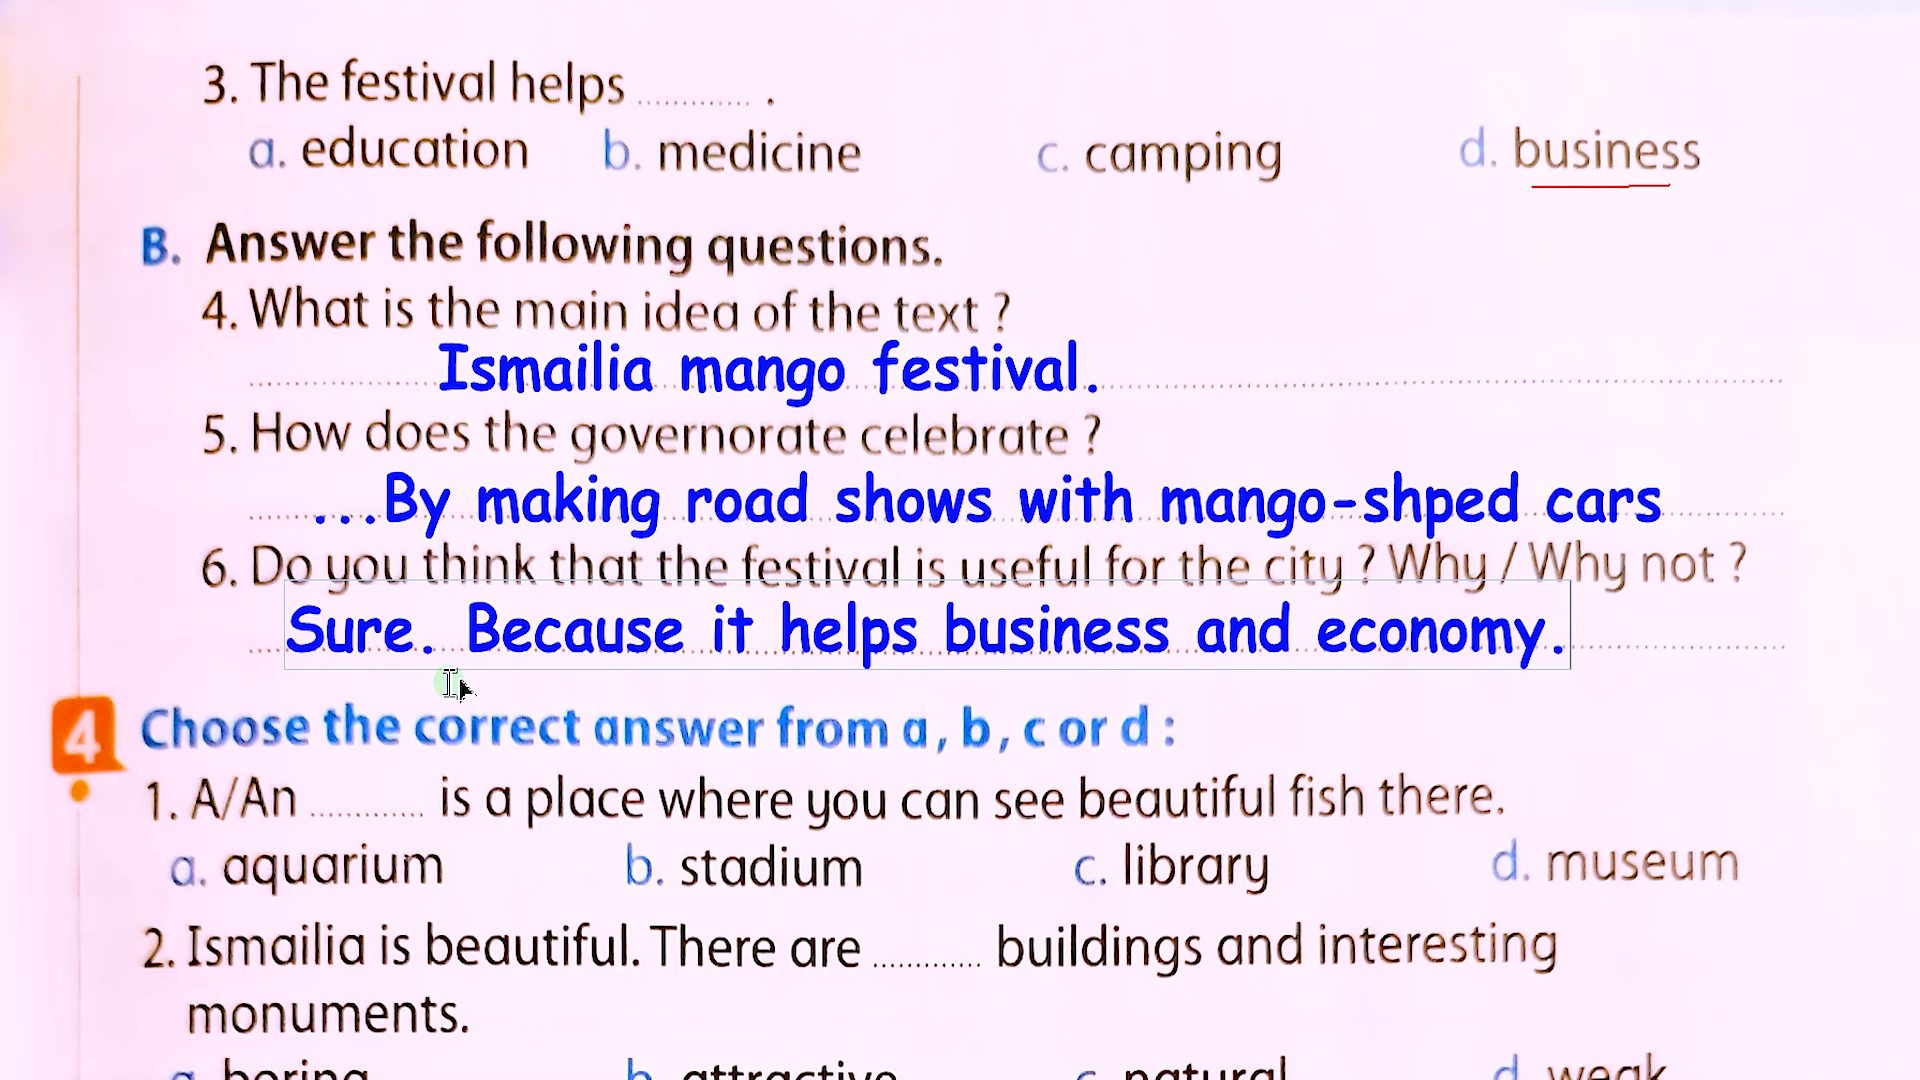 3. The festival helps ............ .
a. education b. medicine c. camping d. business
B. Answer the following questions.
4. What is the main idea of the text ?
Ismailia mango festival.
5. How does the governorate celebrate ?
...By making road shows with mango-shped cars
6. Do you think that the festival is useful for the city ? Why / Why not ?
Sure. Because it helps business and economy.
4 Choose the correct answer from a, b, c or d :
1. A/An ............ is a place where you can see beautiful fish there.
a. aquarium b. stadium c. library d. museum
2. Ismailia is beautiful. There are ............ buildings and interesting
monuments.
a. boring b. attractive c. natural d. weak